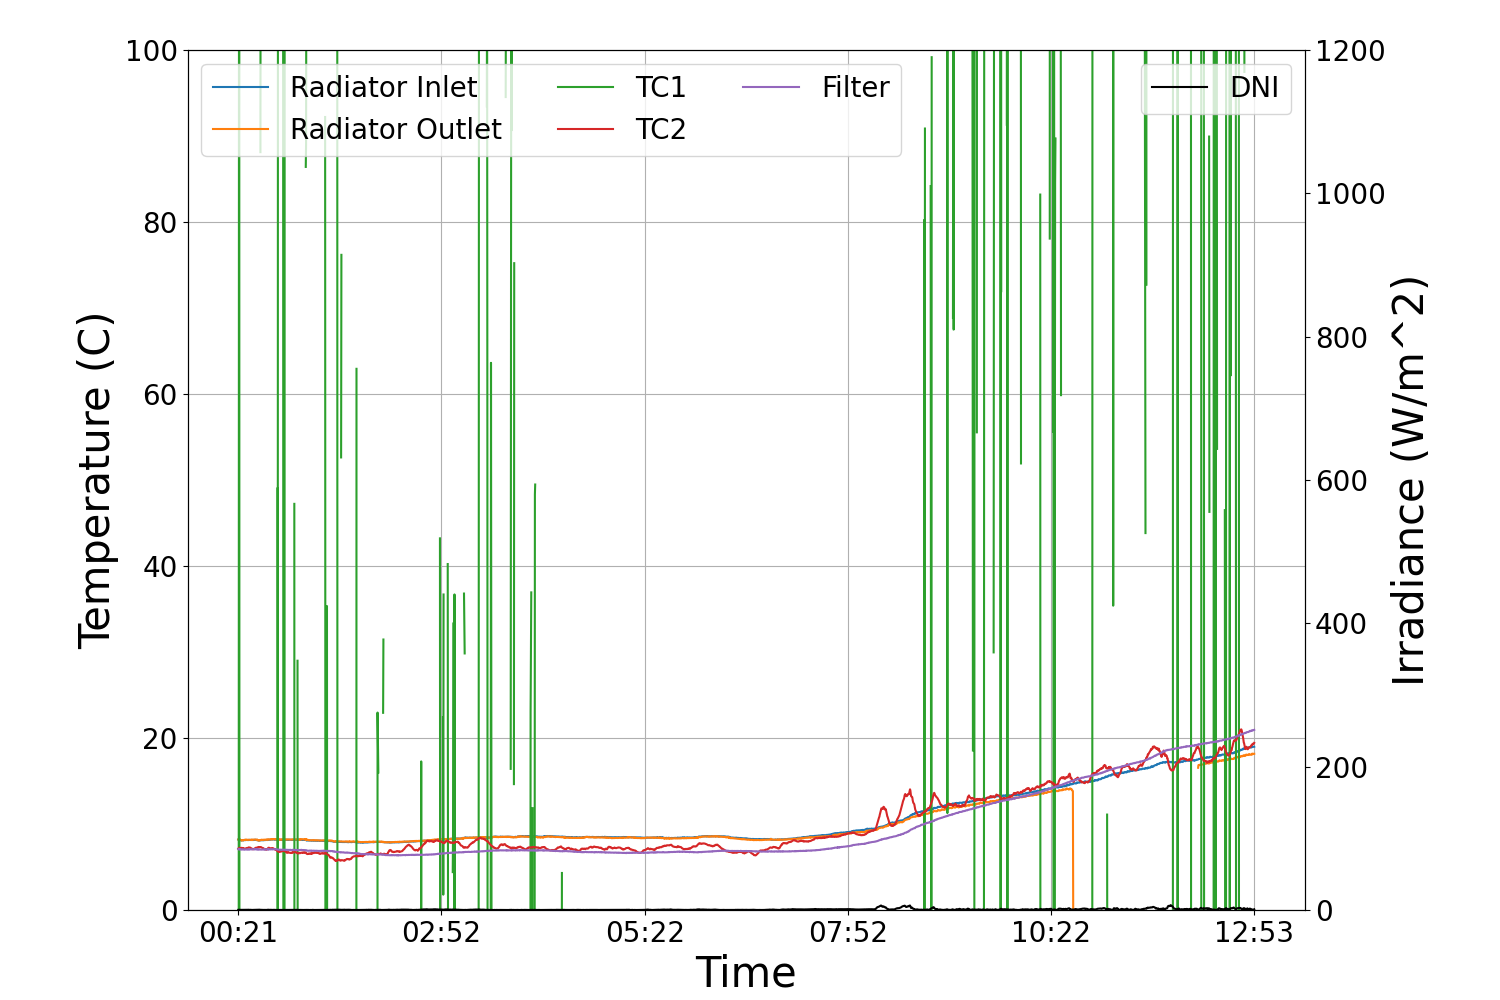 Radiator Inlet
Radiator Outlet
TC1
TC2
Filter
DNI
Temperature (C)
100
80
60
40
20
0
1200
1000
800
600
400
200
0
Irradiance (W/m^2)
00:21 02:52 05:22 07:52 10:22 12:53
Time